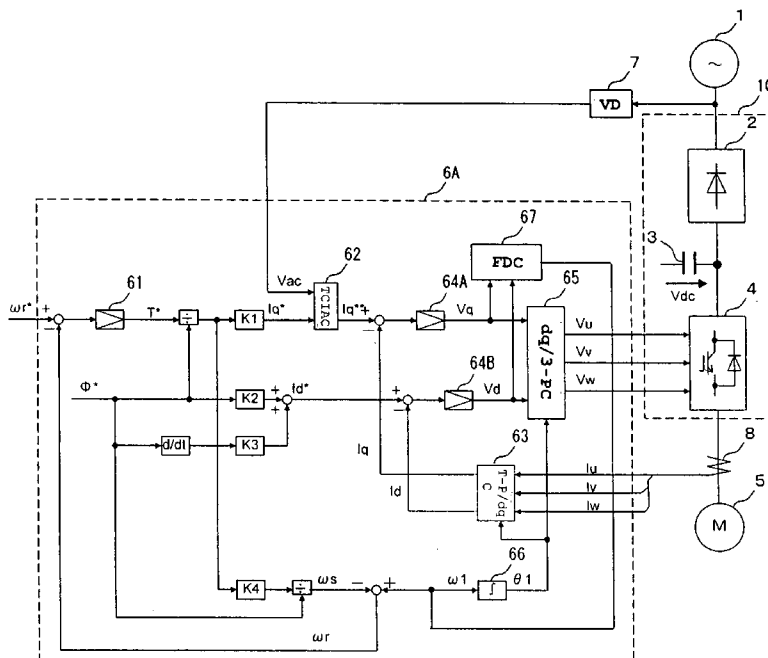 1
7
VD
10
2
6A
67
FDC
3
Vac
62
TCIAC
64A
65
Vdc
4
61
ωr*
+
−
T*
÷
K1
Iq*
Iq**
+
−
Vq
dq/3-PC
Vu
Vv
Vw
64B
Φ*
K2
+
+
Id*
+
−
Vd
d/dt
K3
63
8
Iq
Id
T-P/dq
C
Iu
Iv
Iw
5
M
66
K4
÷
ωs
−
+
ω1
∫
θ1
ωr